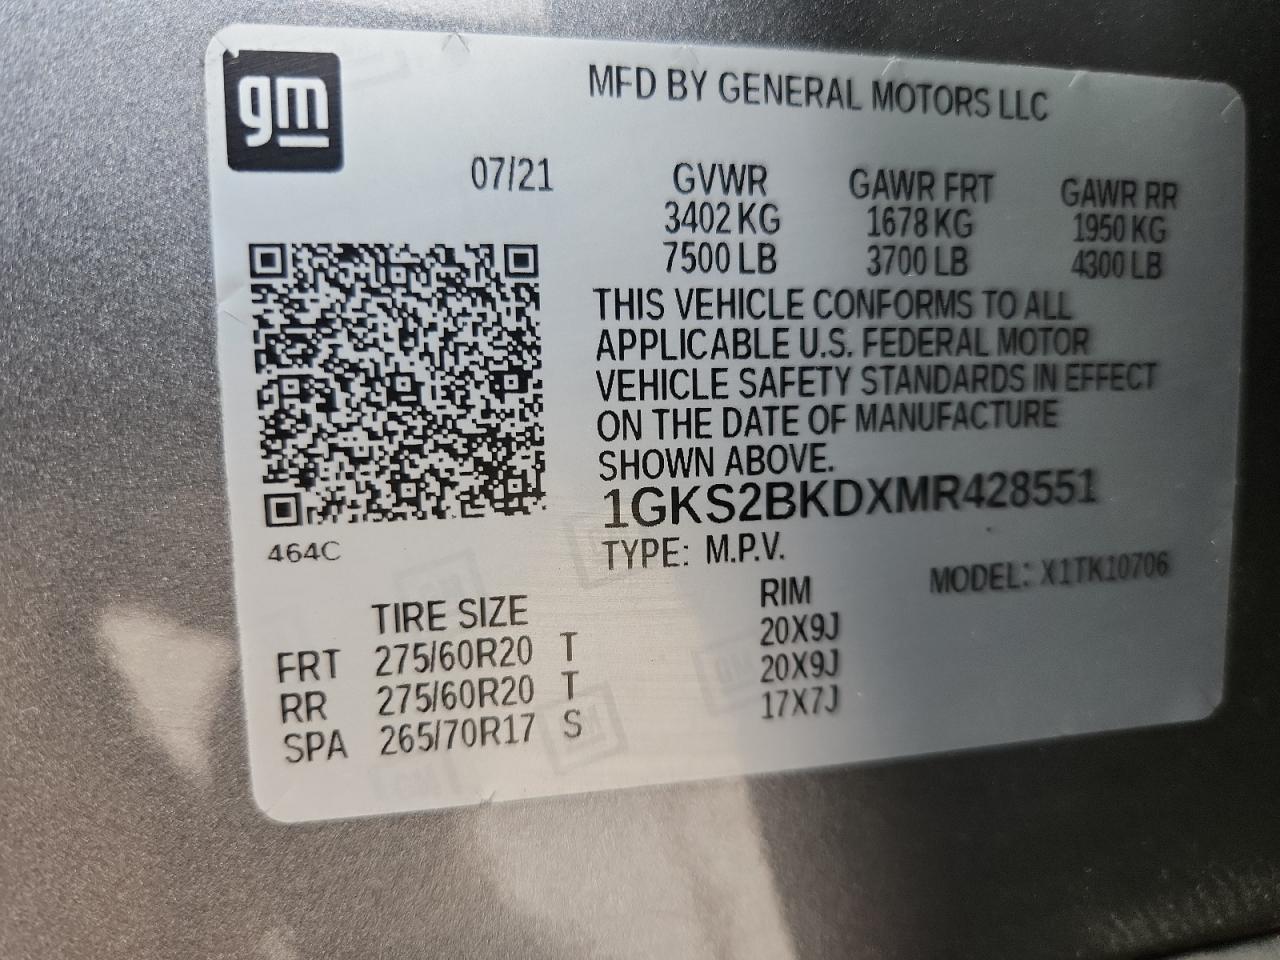 gm
MFD BY GENERAL MOTORS LLC
07/21 GVWR GAWR FRT GAWR RR
3402 KG 1678 KG 1950 KG
7500 LB 3700 LB 4300 LB
THIS VEHICLE CONFORMS TO ALL
APPLICABLE U.S. FEDERAL MOTOR
VEHICLE SAFETY STANDARDS IN EFFECT
ON THE DATE OF MANUFACTURE
SHOWN ABOVE.
1GKS2BKDXMR428551
464C
TYPE: M.P.V. MODEL: X1TK10706
TIRE SIZE RIM
FRT 275/60R20 T 20X9J
RR 275/60R20 T 20X9J
SPA 265/70R17 S 17X7J